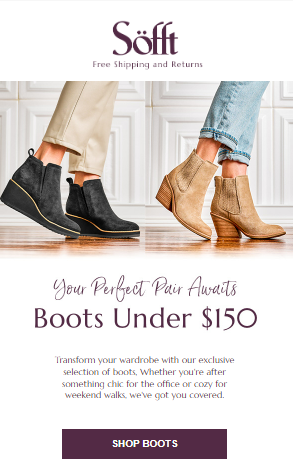 Söfft
Free Shipping and Returns
Your Perfect Pair Awaits
Boots Under $150
Transform your wardrobe with our exclusive
selection of boots, Whether you're after
something chic for the office or cozy for
weekend walks, we've got you covered.
SHOP BOOTS